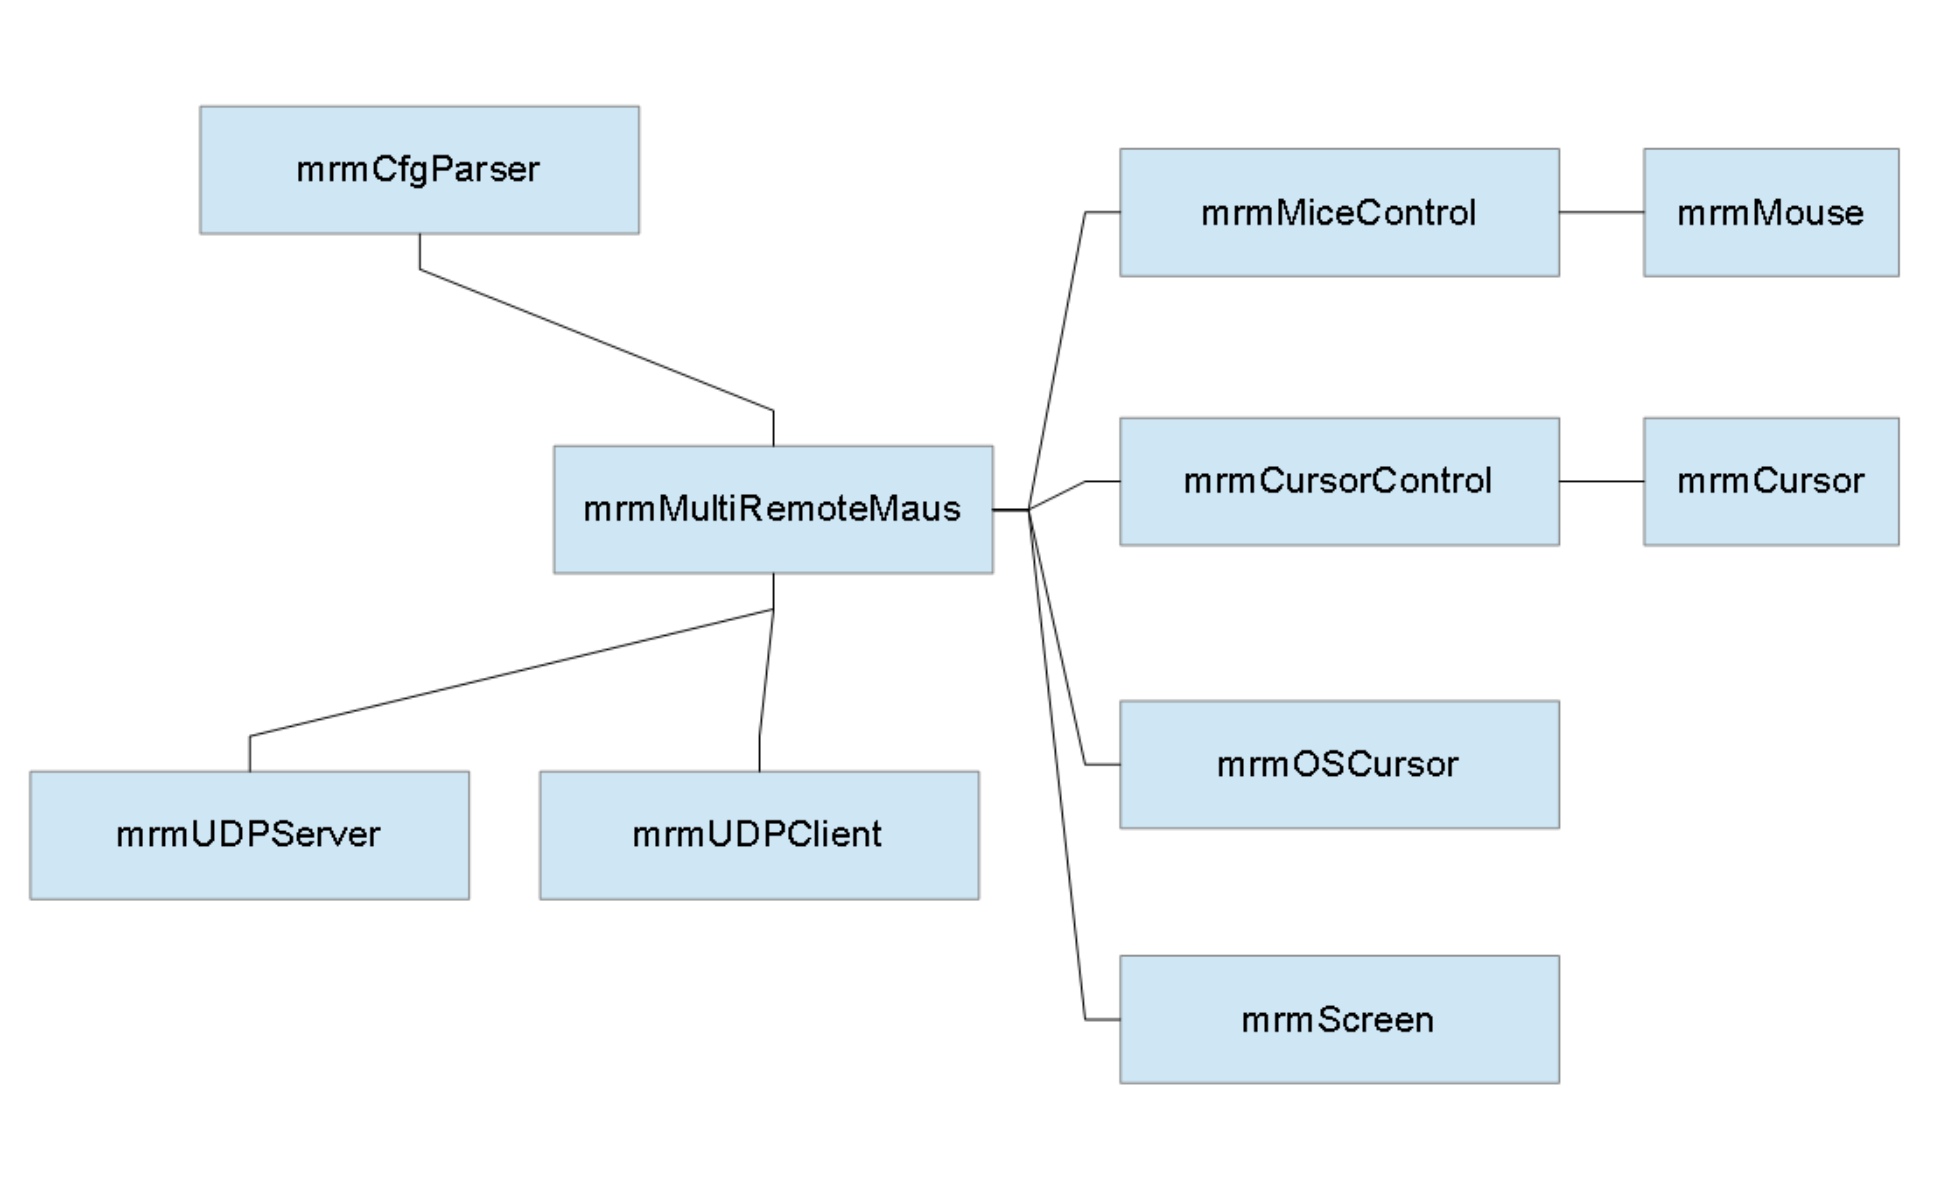 mrmCfgParser
mrmMiceControl
mrmMouse
mrmCursorControl
mrmCursor
mrmMultiRemoteMaus
mrmOSCursor
mrmUDPServer
mrmUDPClient
mrmScreen